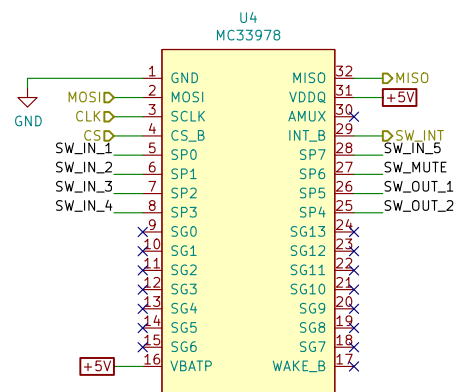 U4
MC33978
1 GND MISO 32 MISO
MOSI 2 MOSI VDDQ 31 +5V
CLK 3 SCLK AMUX 30
CS 4 CS_B INT_B 29 SW_INT
SW_IN_1 5 SP0 SP7 28 SW_IN_5
SW_IN_2 6 SP1 SP6 27 SW_MUTE
SW_IN_3 7 SP2 SP5 26 SW_OUT_1
SW_IN_4 8 SP3 SP4 25 SW_OUT_2
9 SG0 SG13 24
10 SG1 SG12 23
11 SG2 SG11 22
12 SG3 SG10 21
13 SG4 SG9 20
14 SG5 SG8 19
15 SG6 SG7 18
+5V 16 VBATP WAKE_B 17
GND